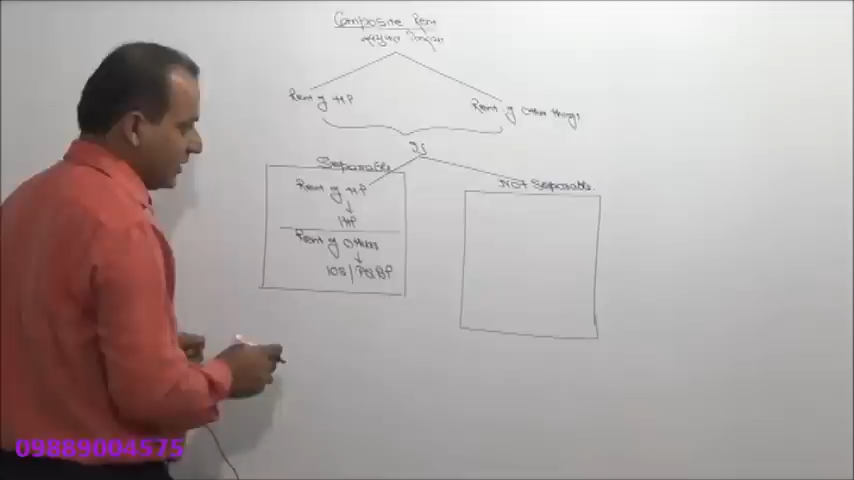 Composite Rent
संयुक्त किराया
Rent of HP
Rent of Other things
IS
Separable
NOT Separable
Rent of HP
↓
IHP
Rent of Others
↓
IOS | PGBP
09889004575